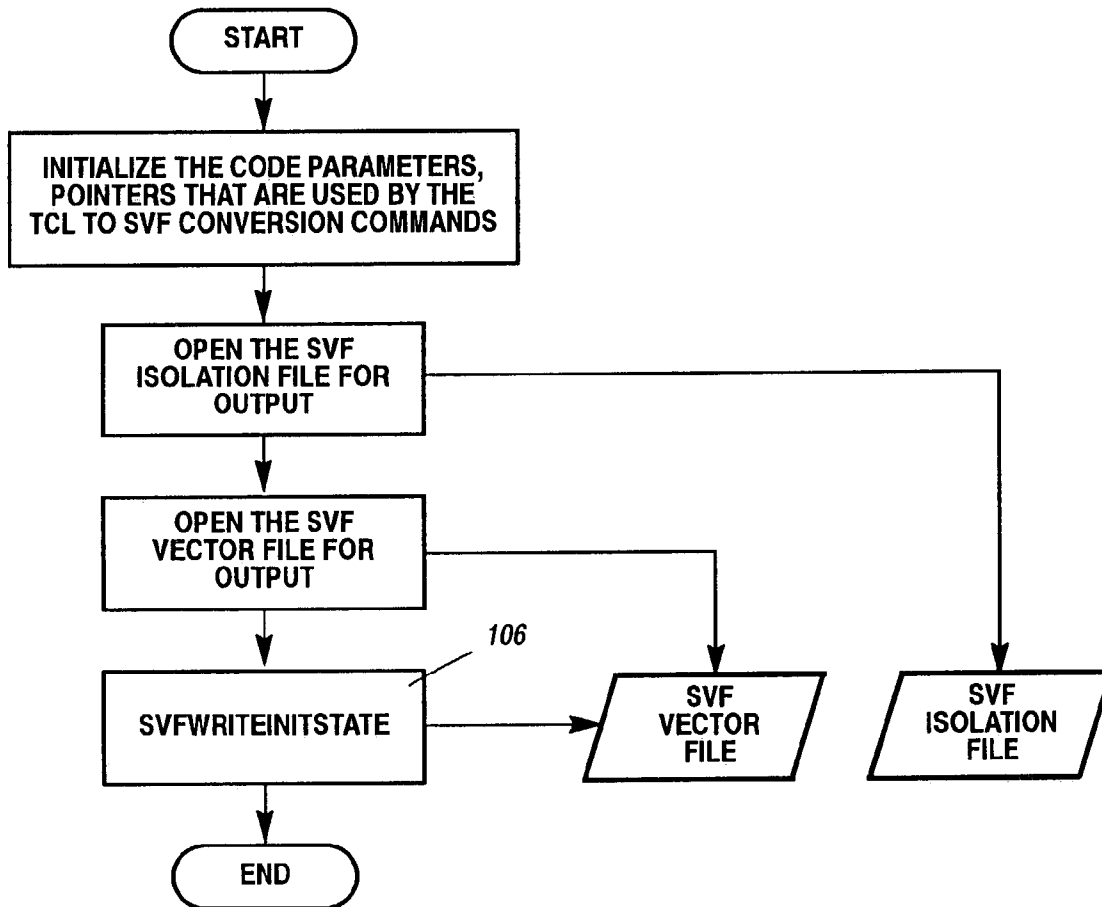 START
INITIALIZE THE CODE PARAMETERS,
POINTERS THAT ARE USED BY THE
TCL TO SVF CONVERSION COMMANDS
OPEN THE SVF
ISOLATION FILE FOR
OUTPUT
OPEN THE SVF
VECTOR FILE FOR
OUTPUT
106
SVFWRITEINITSTATE
SVF
VECTOR
FILE
SVF
ISOLATION
FILE
END